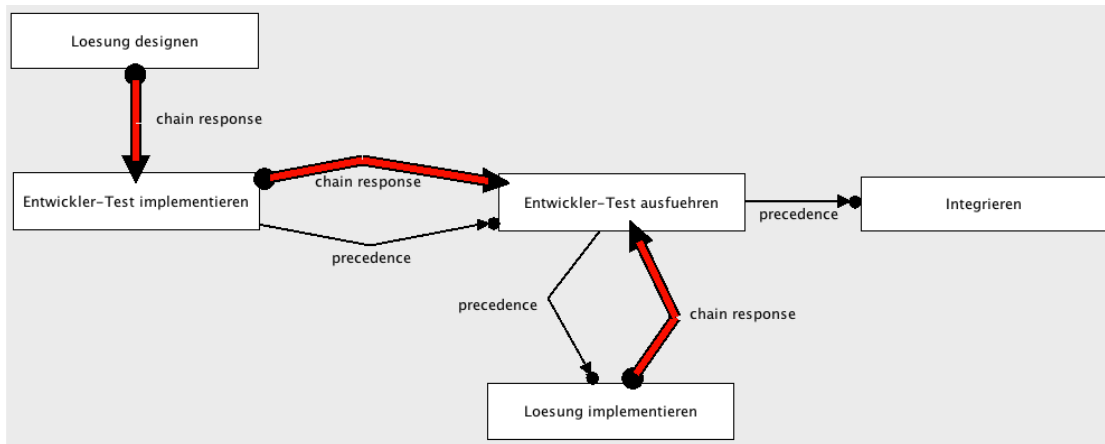 Loesung designen
chain response
Entwickler-Test implementieren
chain response
Entwickler-Test ausfuehren
precedence
Integrieren
precedence
precedence
chain response
Loesung implementieren